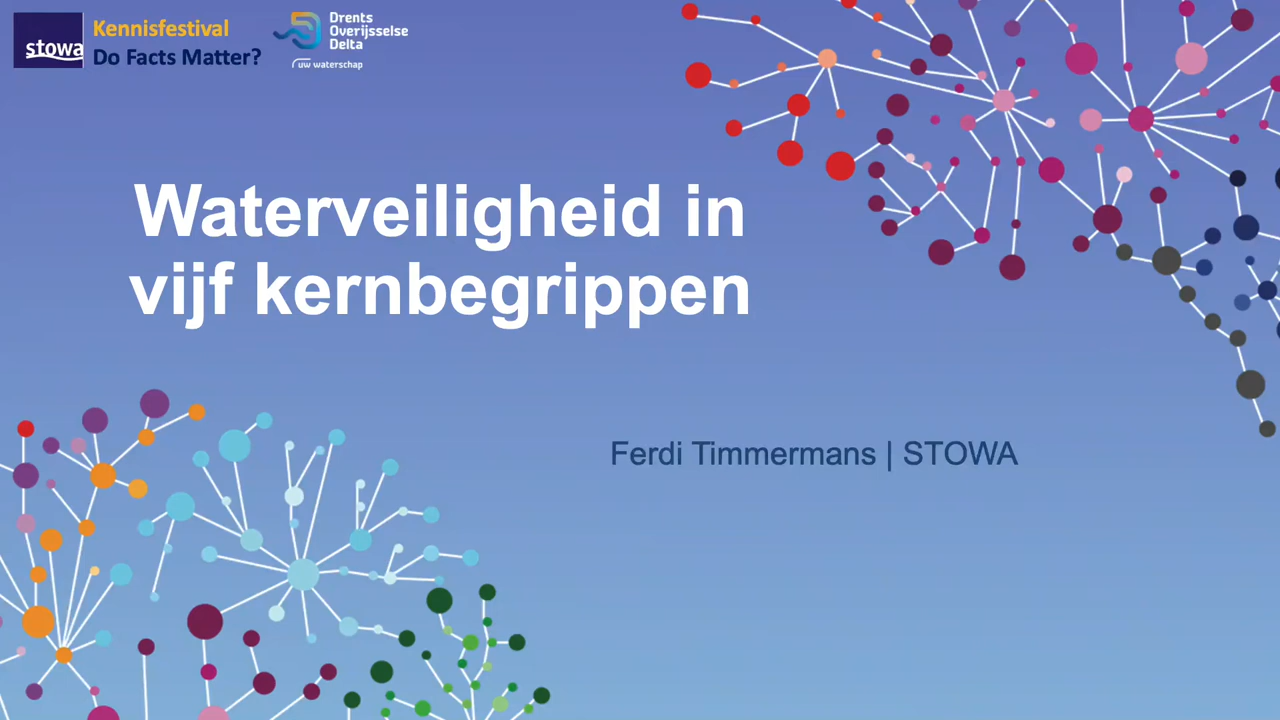 stowa
Kennisfestival
Do Facts Matter?
Drents
Overijsselse
Delta
uw waterschap
Waterveiligheid in
vijf kernbegrippen
Ferdi Timmermans | STOWA